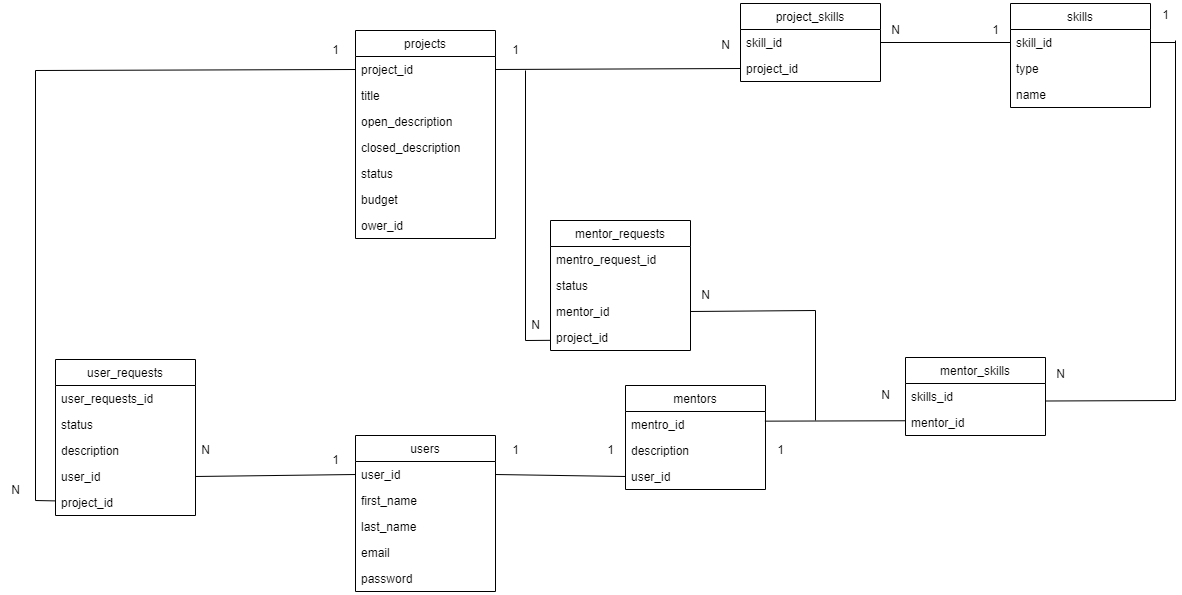 projects
project_id
title
open_description
closed_description
status
budget
ower_id
1
1
project_skills
skill_id
project_id
N
N
skills
skill_id
type
name
1
1
mentor_requests
mentro_request_id
status
mentor_id
project_id
N
N
user_requests
user_requests_id
status
description
user_id
project_id
N
N
users
user_id
first_name
last_name
email
password
1
1
mentors
mentro_id
description
user_id
1
1
mentor_skills
skills_id
mentor_id
N
N